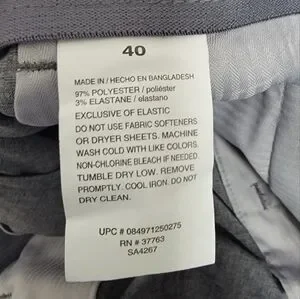 40
MADE IN / HECHO EN BANGLADESH
97% POLYESTER / poliéster
3% ELASTANE / elastano
EXCLUSIVE OF ELASTIC
DO NOT USE FABRIC SOFTENERS
OR DRYER SHEETS. MACHINE
WASH COLD WITH LIKE COLORS.
NON-CHLORINE BLEACH IF NEEDED.
TUMBLE DRY LOW. REMOVE
PROMPTLY. COOL IRON. DO NOT
DRY CLEAN.
UPC # 084971250275
RN # 37763
SA4267